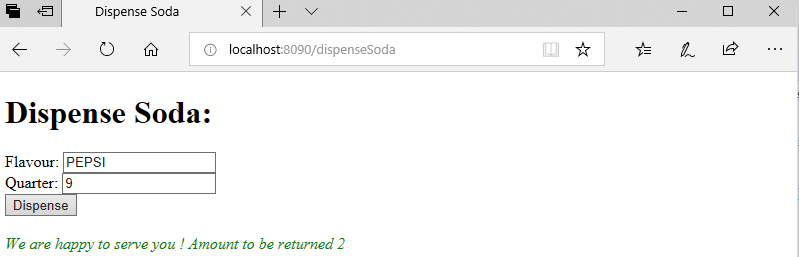 Dispense Soda
localhost:8090/dispenseSoda
Dispense Soda:
Flavour: PEPSI
Quarter: 9
Dispense
We are happy to serve you ! Amount to be returned 2